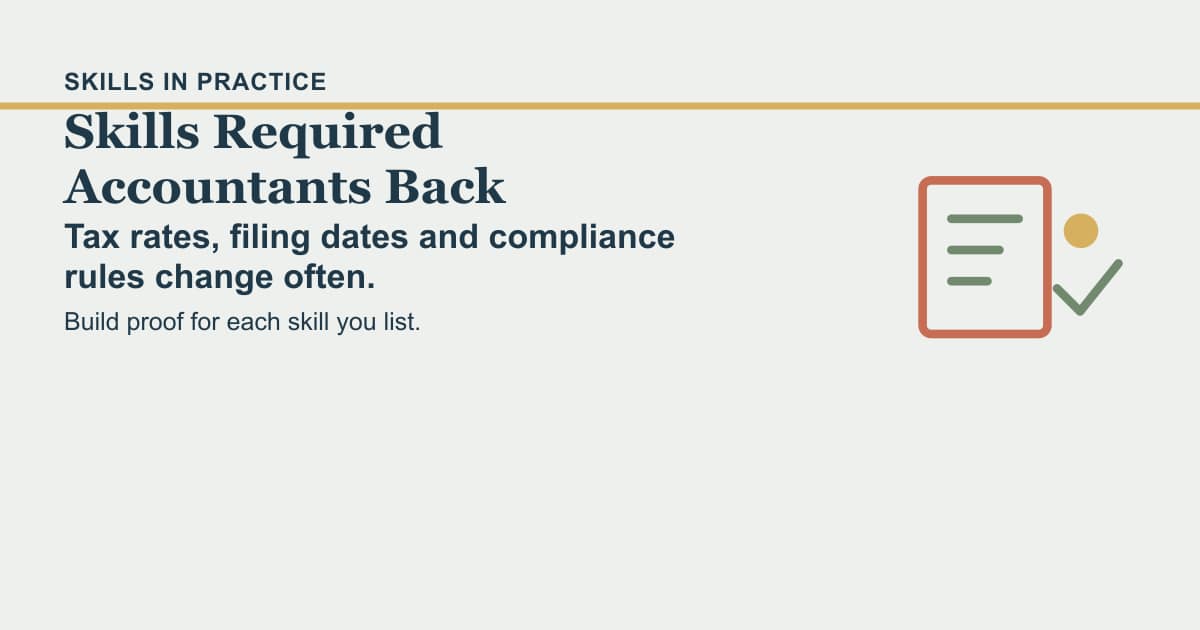 SKILLS IN PRACTICE
Skills Required
Accountants Back
Tax rates, filing dates and compliance
rules change often.
Build proof for each skill you list.